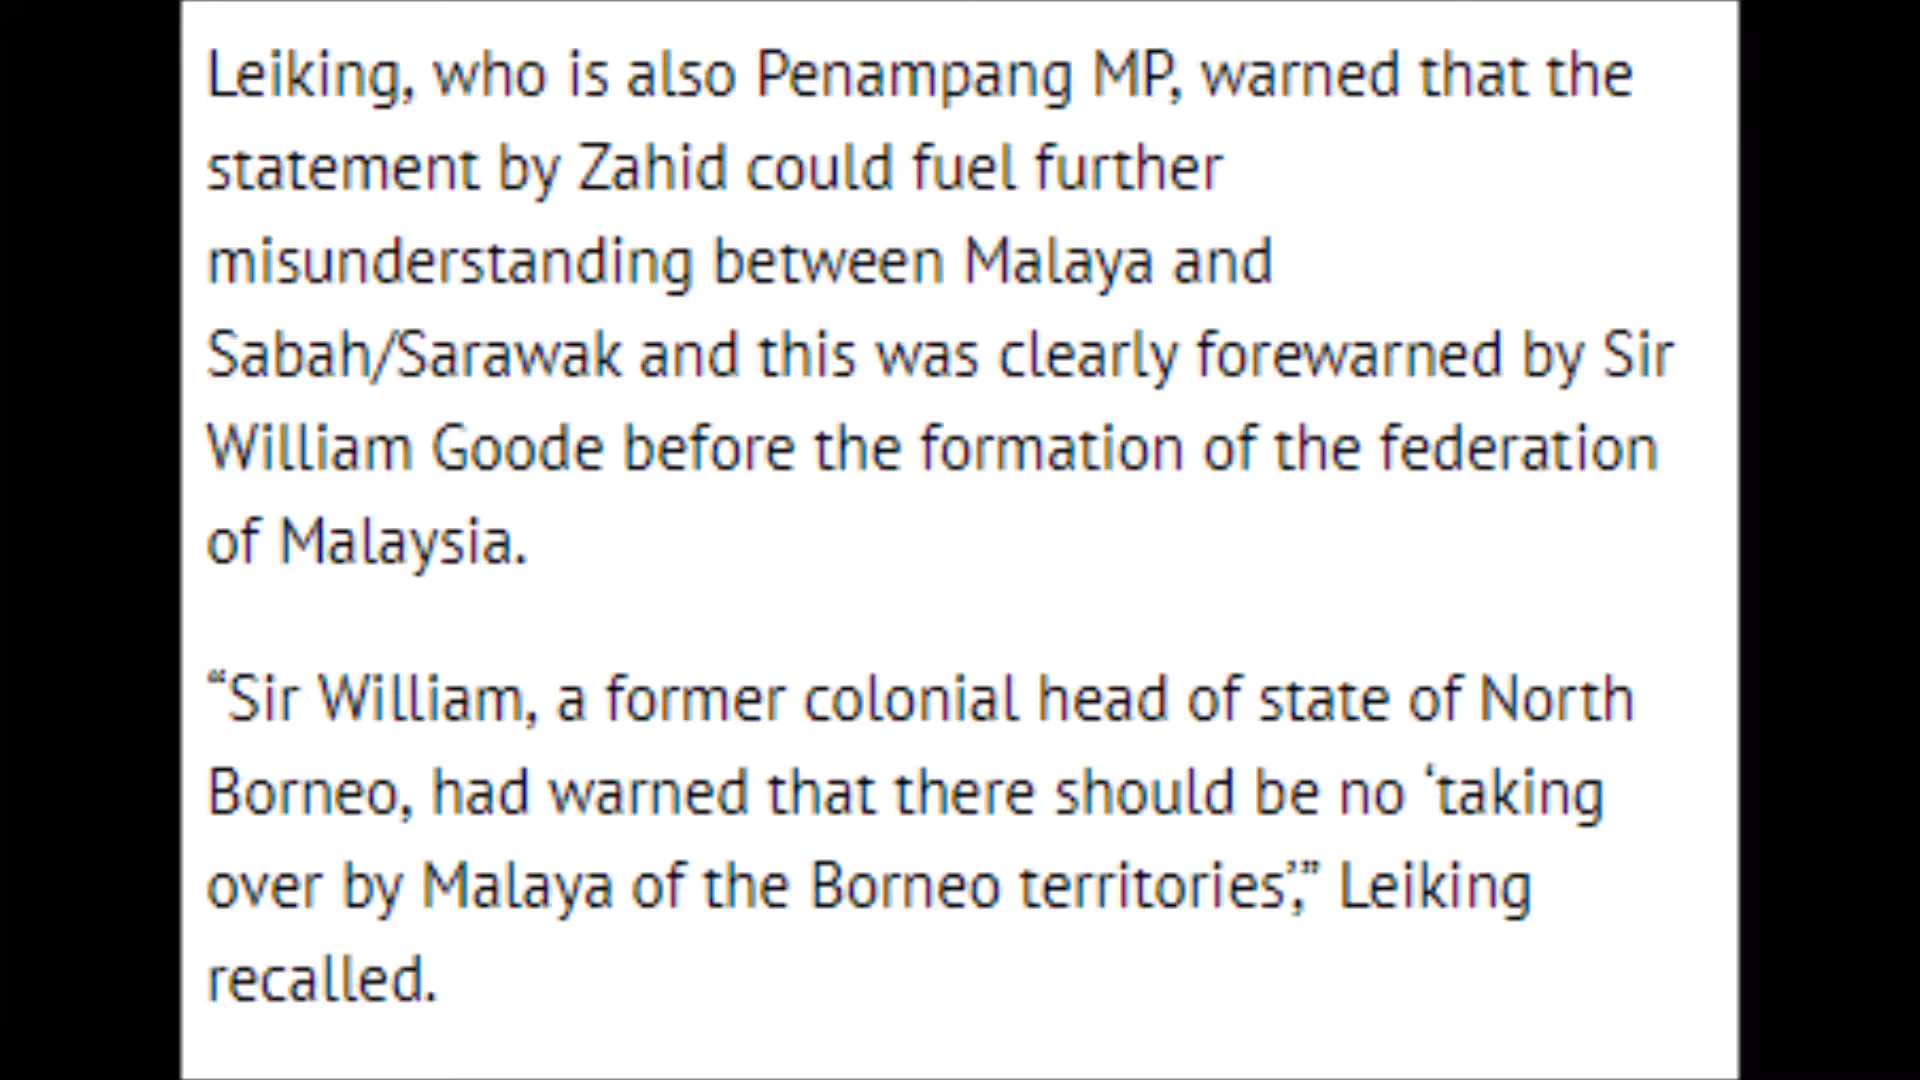 Leiking, who is also Penampang MP, warned that the
statement by Zahid could fuel further
misunderstanding between Malaya and
Sabah/Sarawak and this was clearly forewarned by Sir
William Goode before the formation of the federation
of Malaysia.
“Sir William, a former colonial head of state of North
Borneo, had warned that there should be no ‘taking
over by Malaya of the Borneo territories’,” Leiking
recalled.